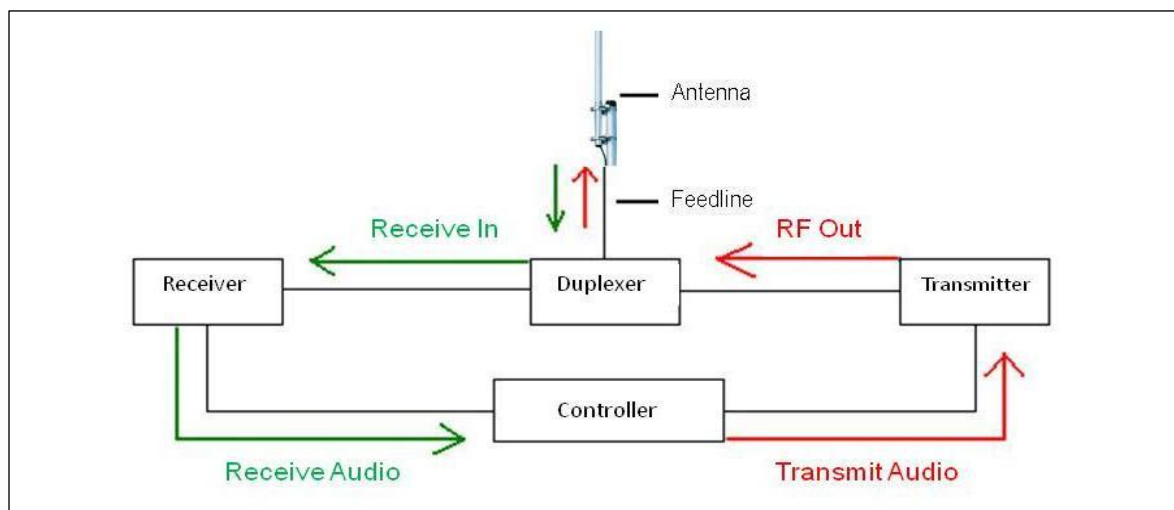 Antenna
Feedline
Receive In
RF Out
Receiver
Duplexer
Transmitter
Controller
Receive Audio
Transmit Audio